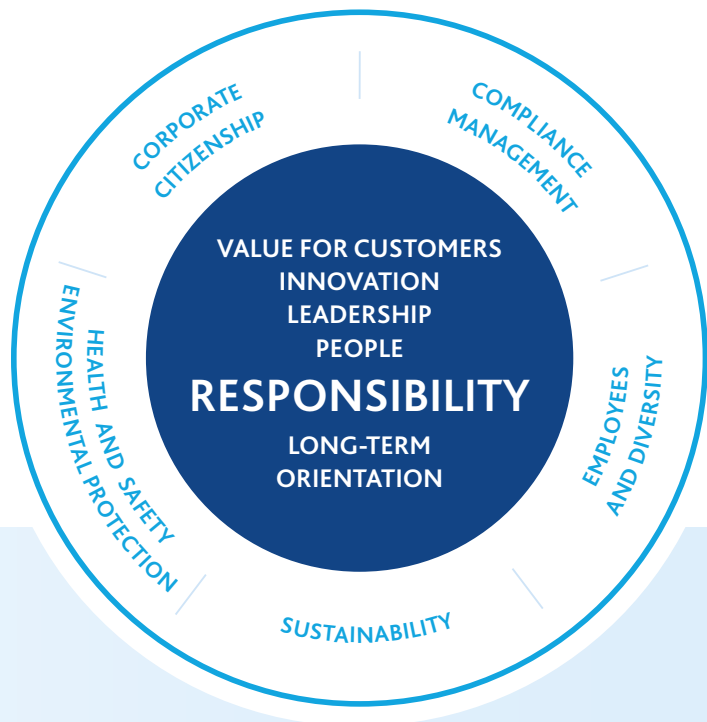 CORPORATE
CITIZENSHIP
COMPLIANCE
MANAGEMENT
VALUE FOR CUSTOMERS
INNOVATION
LEADERSHIP
PEOPLE
RESPONSIBILITY
LONG-TERM
ORIENTATION
HEALTH AND SAFETY
ENVIRONMENTAL PROTECTION
EMPLOYEES
AND DIVERSITY
SUSTAINABILITY